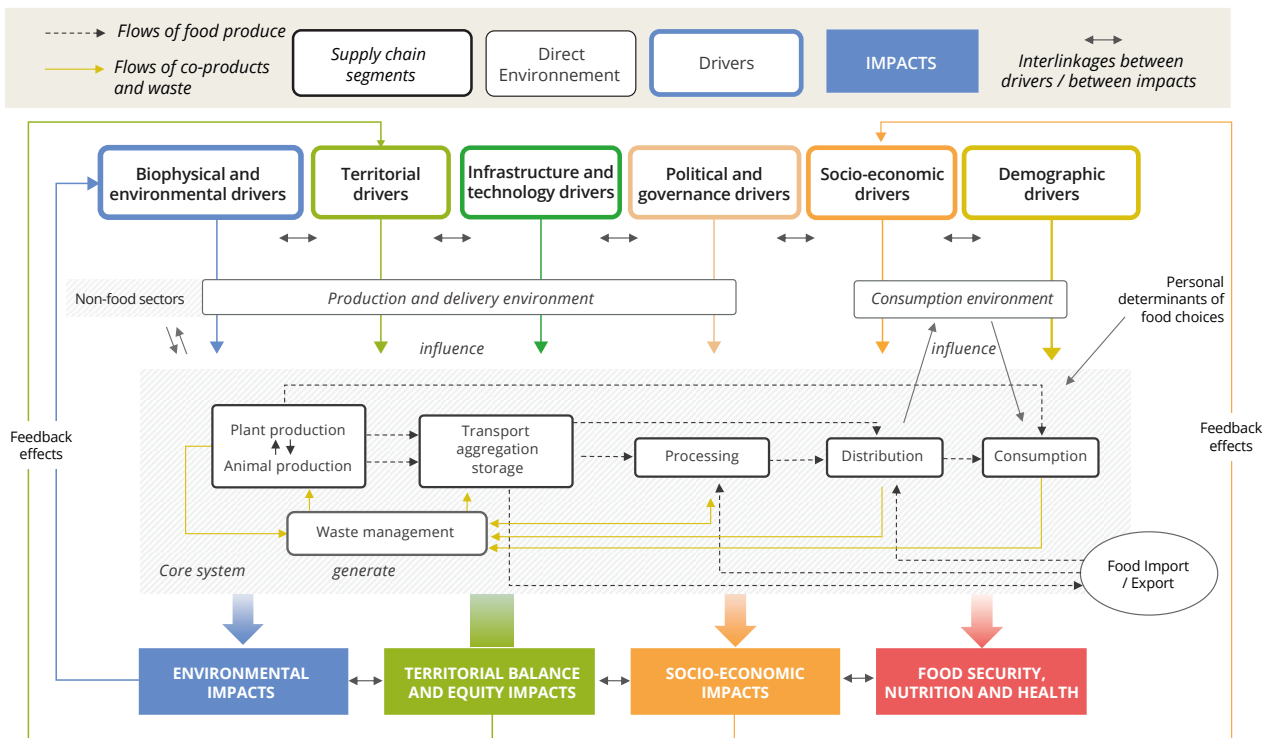 Flows of food produce
Flows of co-products
and waste
Supply chain
segments
Direct
Environnement
Drivers
IMPACTS
Interlinkages between
drivers / between impacts
Biophysical and
environmental drivers
Territorial
drivers
Infrastructure and
technology drivers
Political and
governance drivers
Socio-economic
drivers
Demographic
drivers
Non-food sectors
Production and delivery environment
Consumption environment
Personal
determinants of
food choices
influence
influence
Feedback
effects
Plant production
Animal production
Transport
aggregation
storage
Processing
Distribution
Consumption
Feedback
effects
Waste management
Core system
generate
Food Import
/ Export
ENVIRONMENTAL
IMPACTS
TERRITORIAL BALANCE
AND EQUITY IMPACTS
SOCIO-ECONOMIC
IMPACTS
FOOD SECURITY,
NUTRITION AND HEALTH